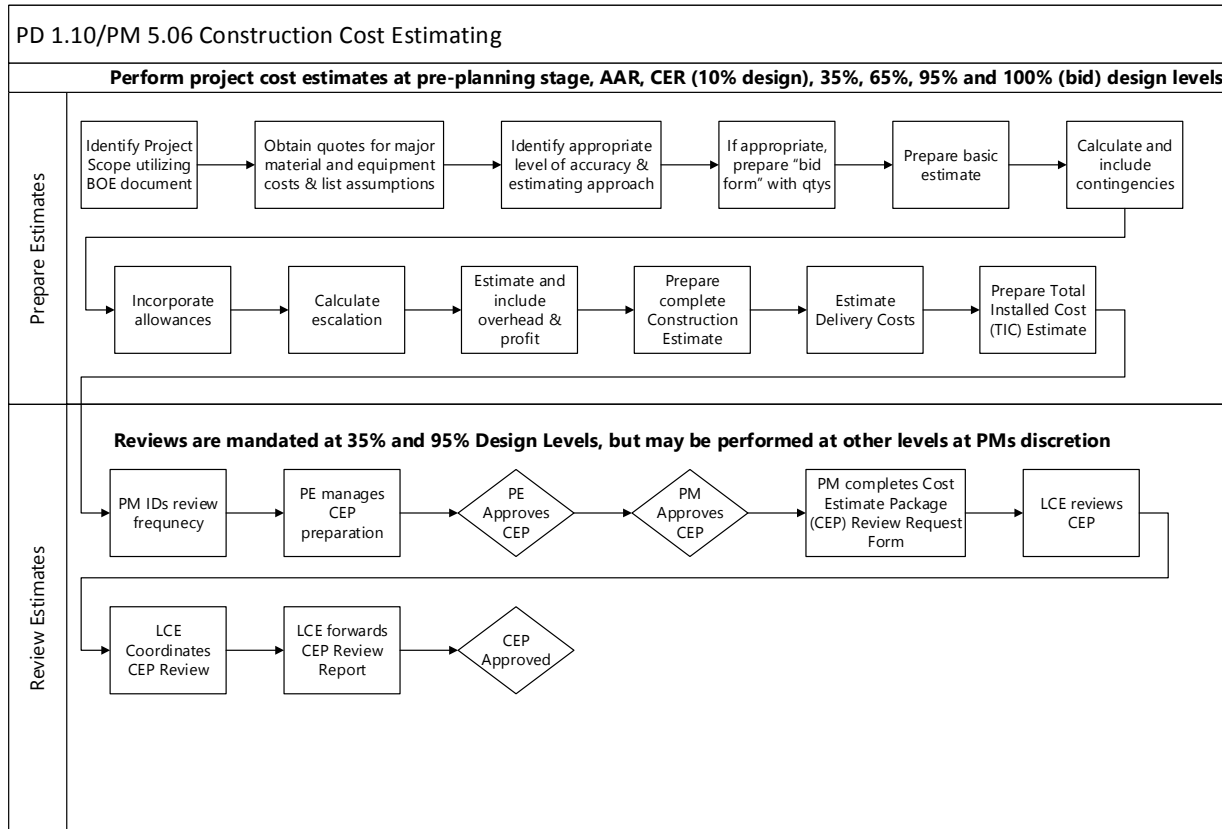 PD 1.10/PM 5.06 Construction Cost Estimating
Perform project cost estimates at pre-planning stage, AAR, CER (10% design), 35%, 65%, 95% and 100% (bid) design levels
Prepare Estimates
Identify Project
Scope utilizing
BOE document
Obtain quotes for major
material and equipment
costs & list assumptions
Identify appropriate
level of accuracy &
estimating approach
If appropriate,
prepare “bid
form” with qtys
Prepare basic
estimate
Calculate and
include
contingencies
Incorporate
allowances
Calculate
escalation
Estimate and
include
overhead &
profit
Prepare
complete
Construction
Estimate
Estimate
Delivery Costs
Prepare Total
Installed Cost
(TIC) Estimate
Review Estimates
Reviews are mandated at 35% and 95% Design Levels, but may be performed at other levels at PMs discretion
PM IDs review
frequnecy
PE manages
CEP
preparation
PE
Approves
CEP
PM
Approves
CEP
PM completes Cost
Estimate Package
(CEP) Review Request
Form
LCE reviews
CEP
LCE
Coordinates
CEP Review
LCE forwards
CEP Review
Report
CEP
Approved